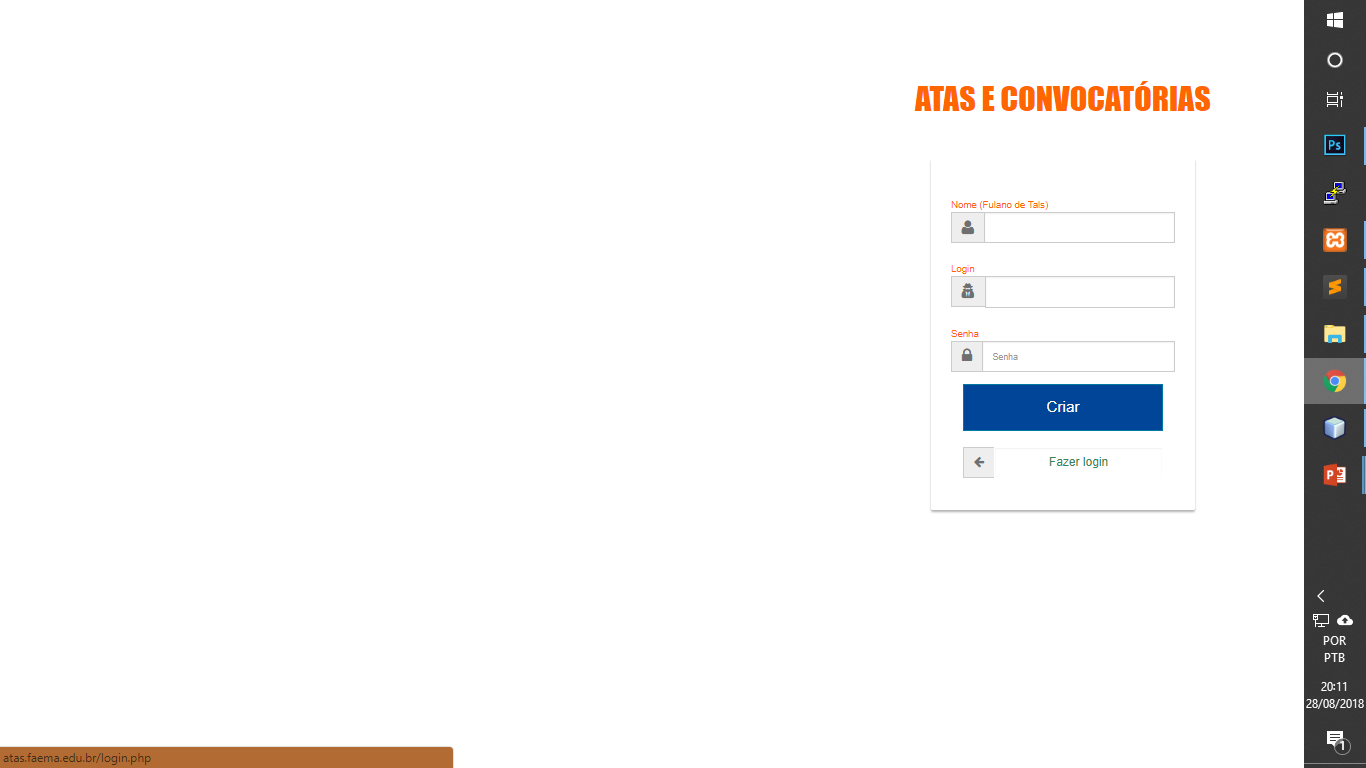 ATAS E CONVOCATÓRIAS
Nome (Fulano de Tals)
Login
Senha
Senha
Criar
Fazer login
Ps
POR
PTB
20:11
28/08/2018
1
atas.faema.edu.br/login.php